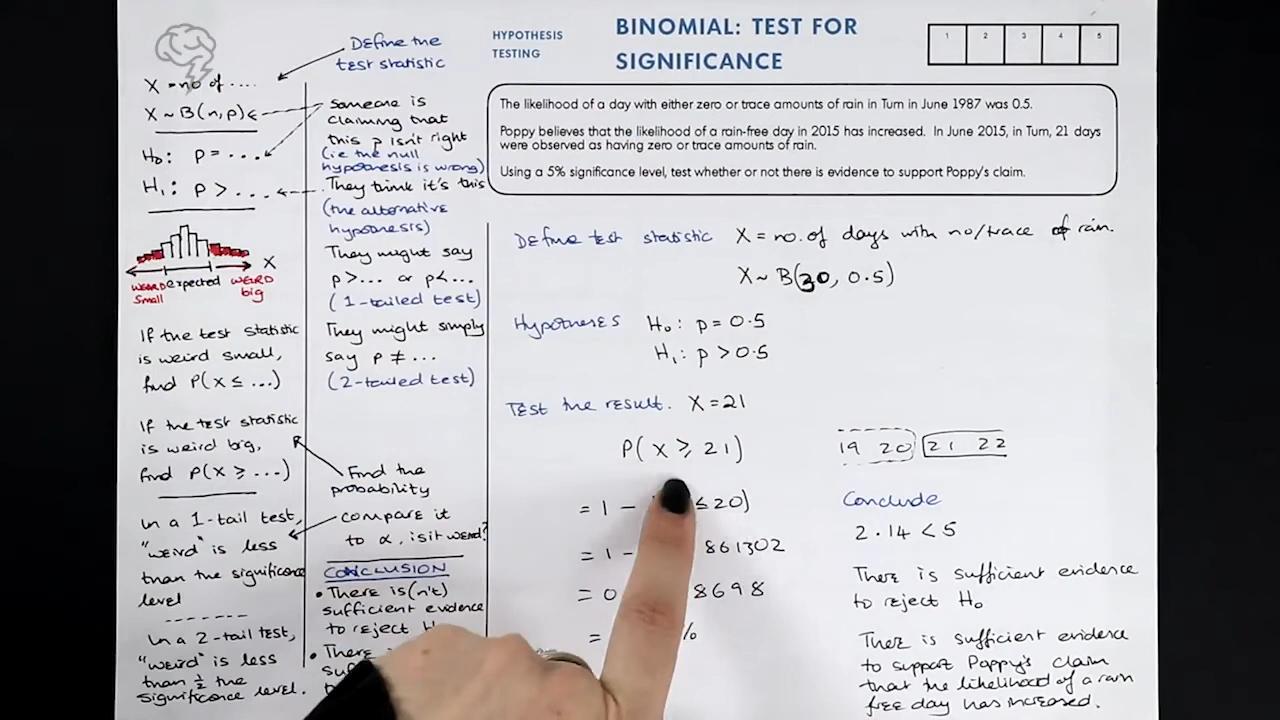 HYPOTHESIS
TESTING
BINOMIAL: TEST FOR
SIGNIFICANCE
1 2 3 4 5
The likelihood of a day with either zero or trace amounts of rain in Turn in June 1987 was 0.5.
Poppy believes that the likelihood of a rain-free day in 2015 has increased. In June 2015, in Turn, 21 days
were observed as having zero or trace amounts of rain.
Using a 5% significance level, test whether or not there is evidence to support Poppy's claim.
X = no of ....
X ~ B(n,p)
H₀: p = ...
H₁: p > ...
X
WEIRD small
expected
WEIRD big
If the test statistic
is weird small,
find P(X ≤ ...)
If the test statistic
is weird big,
find P(X ≥ ...)
In a 1-tail test,
"weird" is less
than the significance
level
In a 2-tail test,
"weird" is less
than ½ the
significance level.
Define the
test statistic
Someone is
claiming that
this p isn't right
(ie the null
hypothesis is wrong)
They think it's this
(the alternative
hypothesis)
They might say
p>... or p<...
(1-tailed test)
They might simply
say p ≠ ...
(2-tailed test)
Find the
probability
compare it
to α, is it weird?
CONCLUSION
• There is(n't)
sufficient evidence
to reject H
• There
Define test statistic X = no. of days with no/trace of rain.
X ~ B(30, 0.5)
Hypotheses H₀: p = 0.5
H₁: p > 0.5
Test the result. X = 21
P(X ≥ 21)
= 1 - ≤ 20)
= 1 - 861302
= 0 8698
= %
19 20 21 22
Conclude
2.14 < 5
There is sufficient evidence
to reject H₀
There is sufficient evidence
to support Poppy's claim
that the likelihood of a rain
free day has increased.